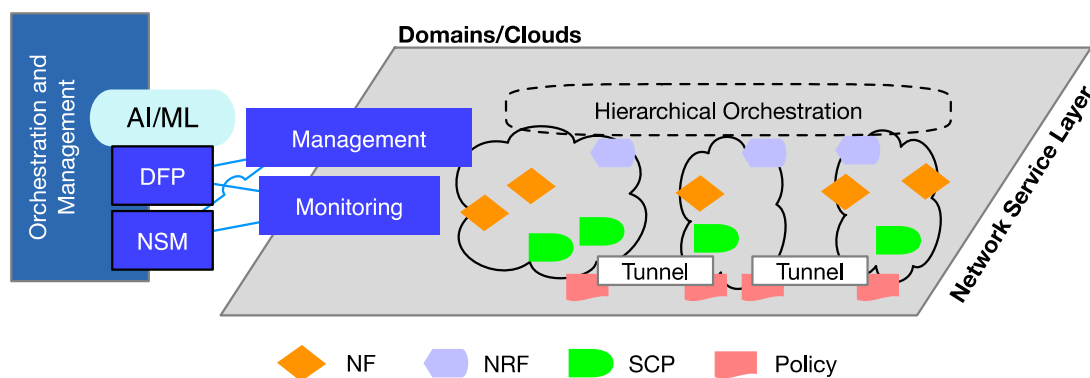 Domains/Clouds
Orchestration and
Management
AI/ML
DFP
NSM
Management
Monitoring
Hierarchical Orchestration
Tunnel
Tunnel
Network Service Layer
NF
NRF
SCP
Policy